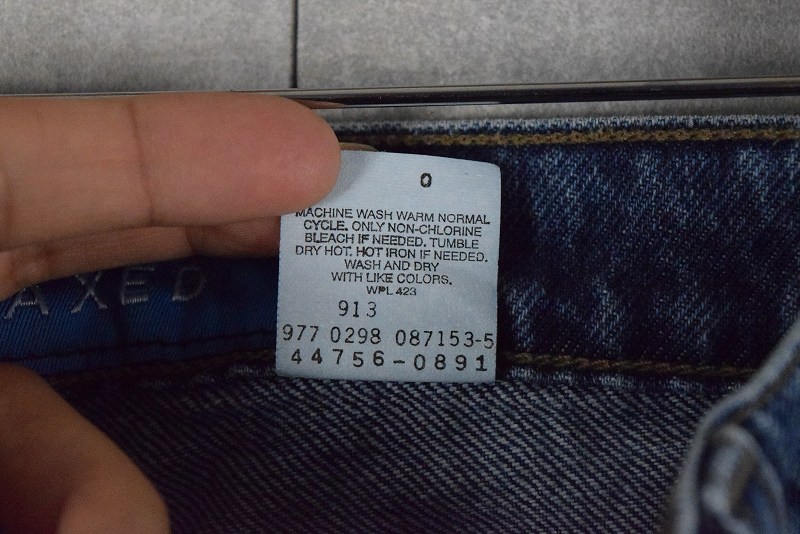 0
MACHINE WASH WARM NORMAL
CYCLE. ONLY NON-CHLORINE
BLEACH IF NEEDED. TUMBLE
DRY HOT. HOT IRON IF NEEDED.
WASH AND DRY
WITH LIKE COLORS.
WPL 423
913
977 0298 087153-5
44756-0891
AXED